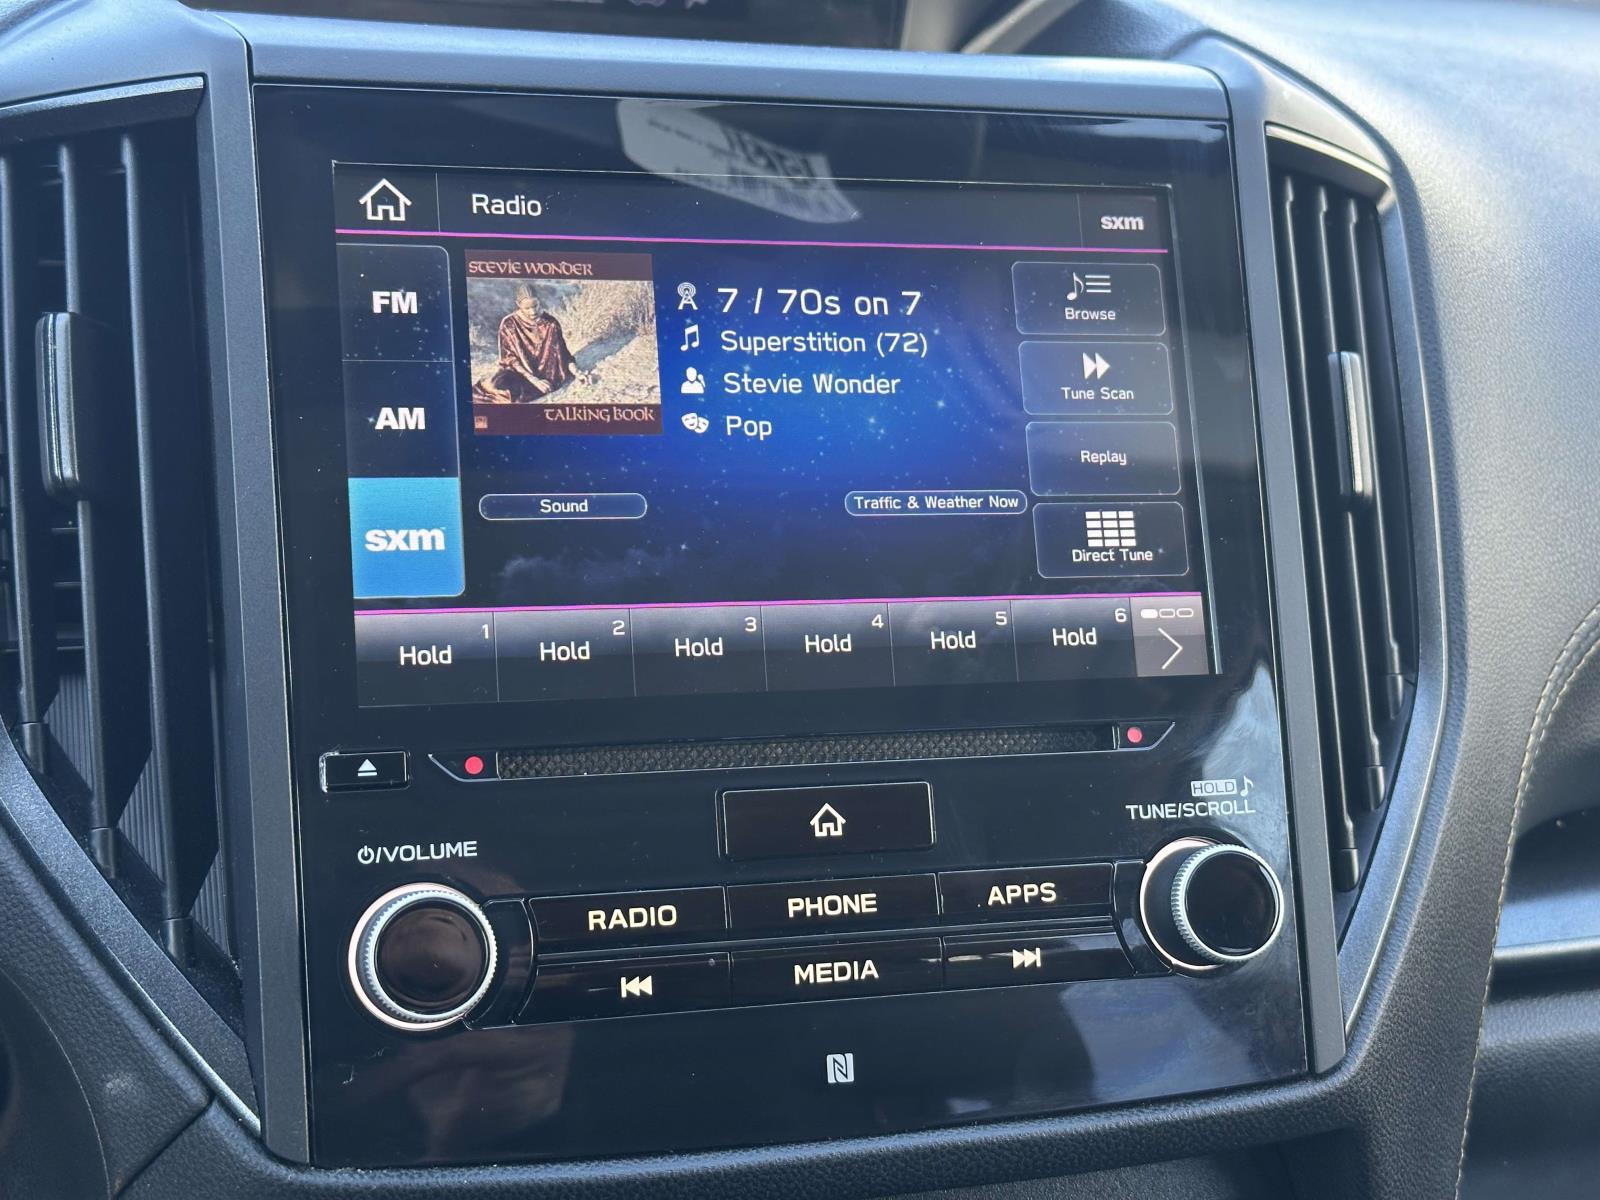 Radio
sxm
FM
AM
sxm
STEVIE WONDER
TALKING BOOK
7 / 70s on 7
Superstition (72)
Stevie Wonder
Pop
Browse
Tune Scan
Replay
Direct Tune
Sound
Traffic & Weather Now
1
Hold
2
Hold
3
Hold
4
Hold
5
Hold
6
Hold
HOLD
TUNE/SCROLL
/VOLUME
RADIO
PHONE
APPS
MEDIA